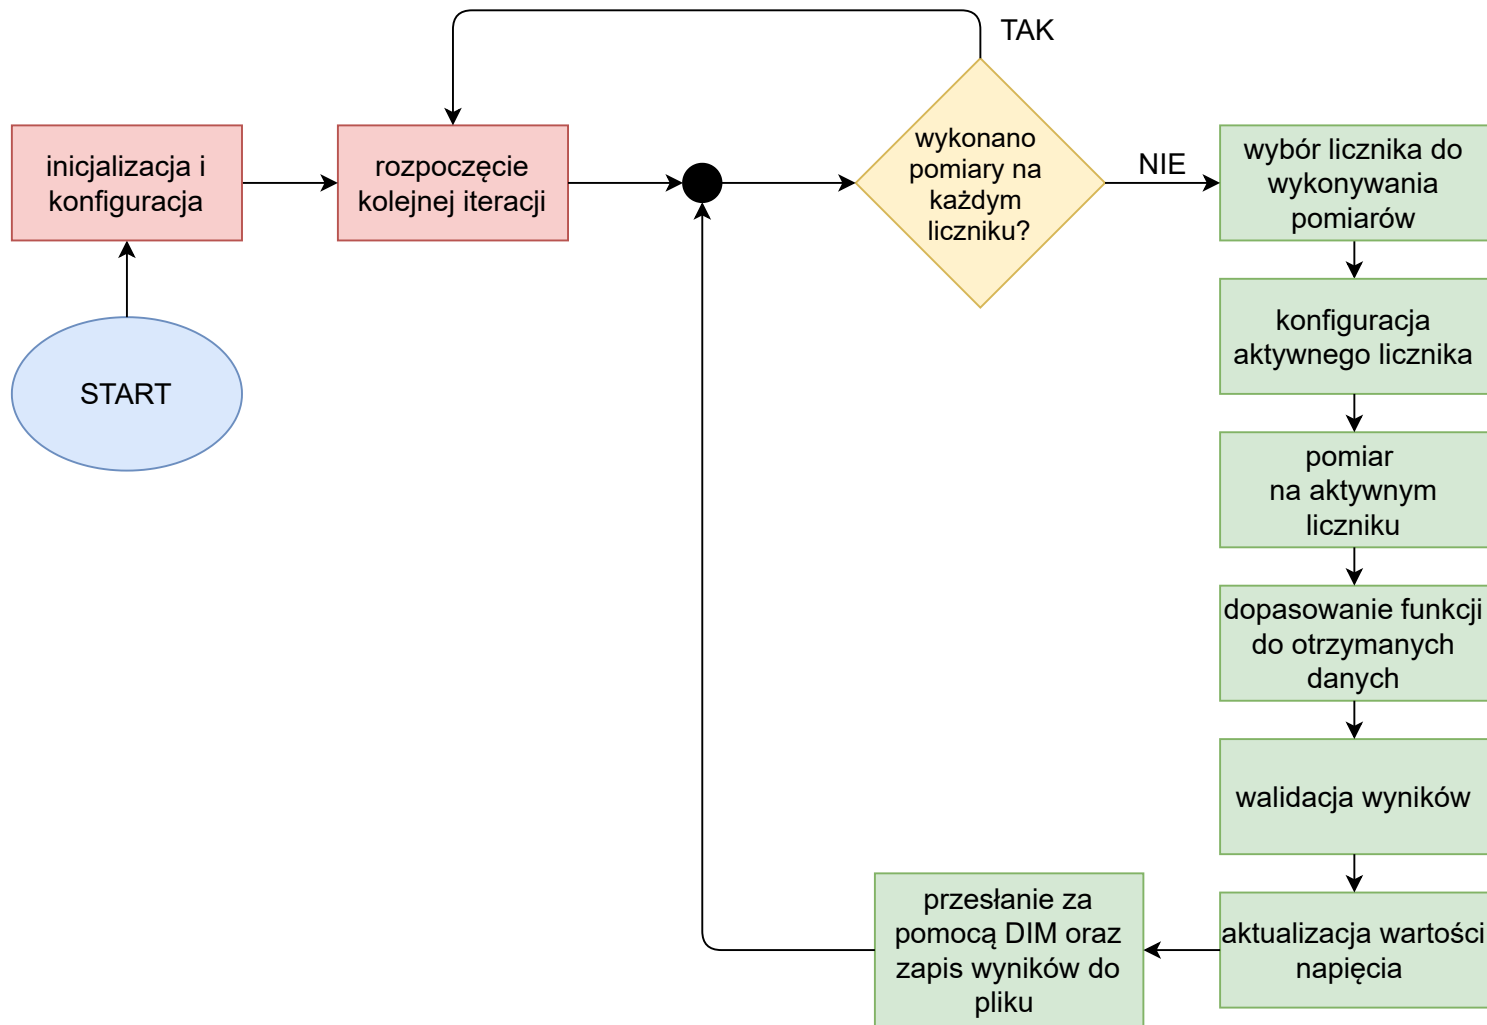 TAK
inicjalizacja i
konfiguracja
rozpoczęcie
kolejnej iteracji
wykonano
pomiary na
każdym
liczniku?
NIE
wybór licznika do
wykonywania
pomiarów
START
konfiguracja
aktywnego licznika
pomiar
na aktywnym
liczniku
dopasowanie funkcji
do otrzymanych
danych
walidacja wyników
aktualizacja wartości
napięcia
przesłanie za
pomocą DIM oraz
zapis wyników do
pliku